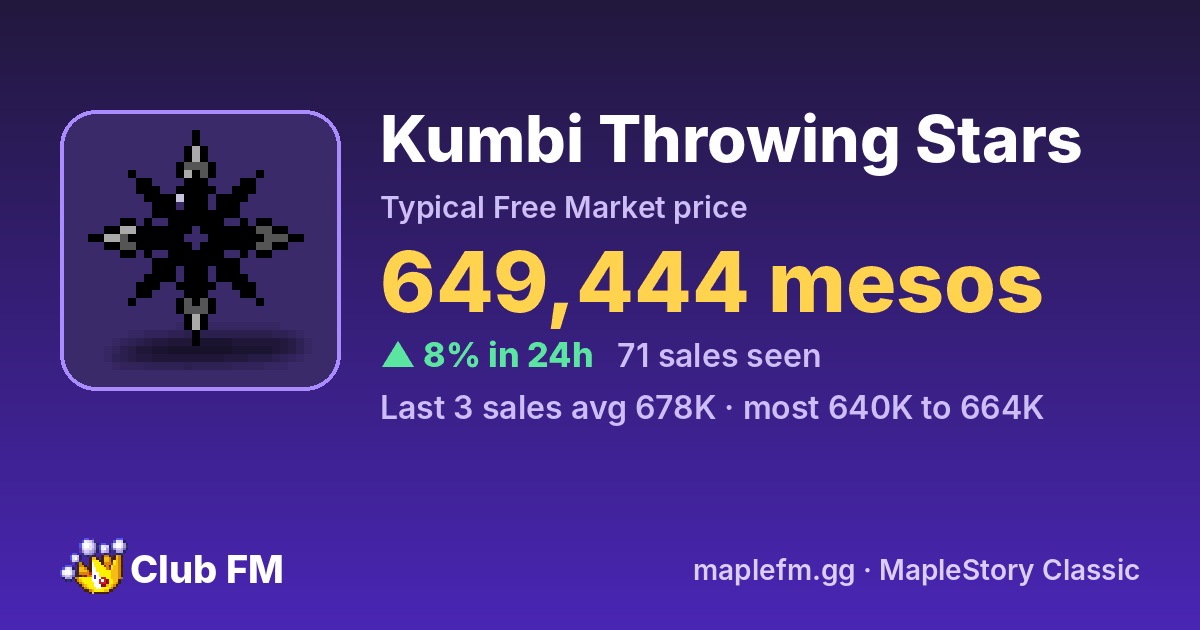 Kumbi Throwing Stars
Typical Free Market price
649,444 mesos
▲ 8% in 24h 71 sales seen
Last 3 sales avg 678K · most 640K to 664K
Club FM
maplefm.gg · MapleStory Classic